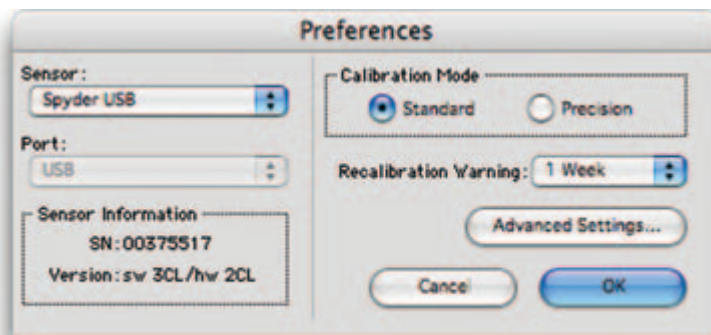 Preferences
Sensor:
Spyder USB
Port:
USB
Sensor Information
SN:00375517
Version:sw 3CL/hw 2CL
Calibration Mode
Standard
Precision
Recalibration Warning: 1 Week
Advanced Settings...
Cancel
OK